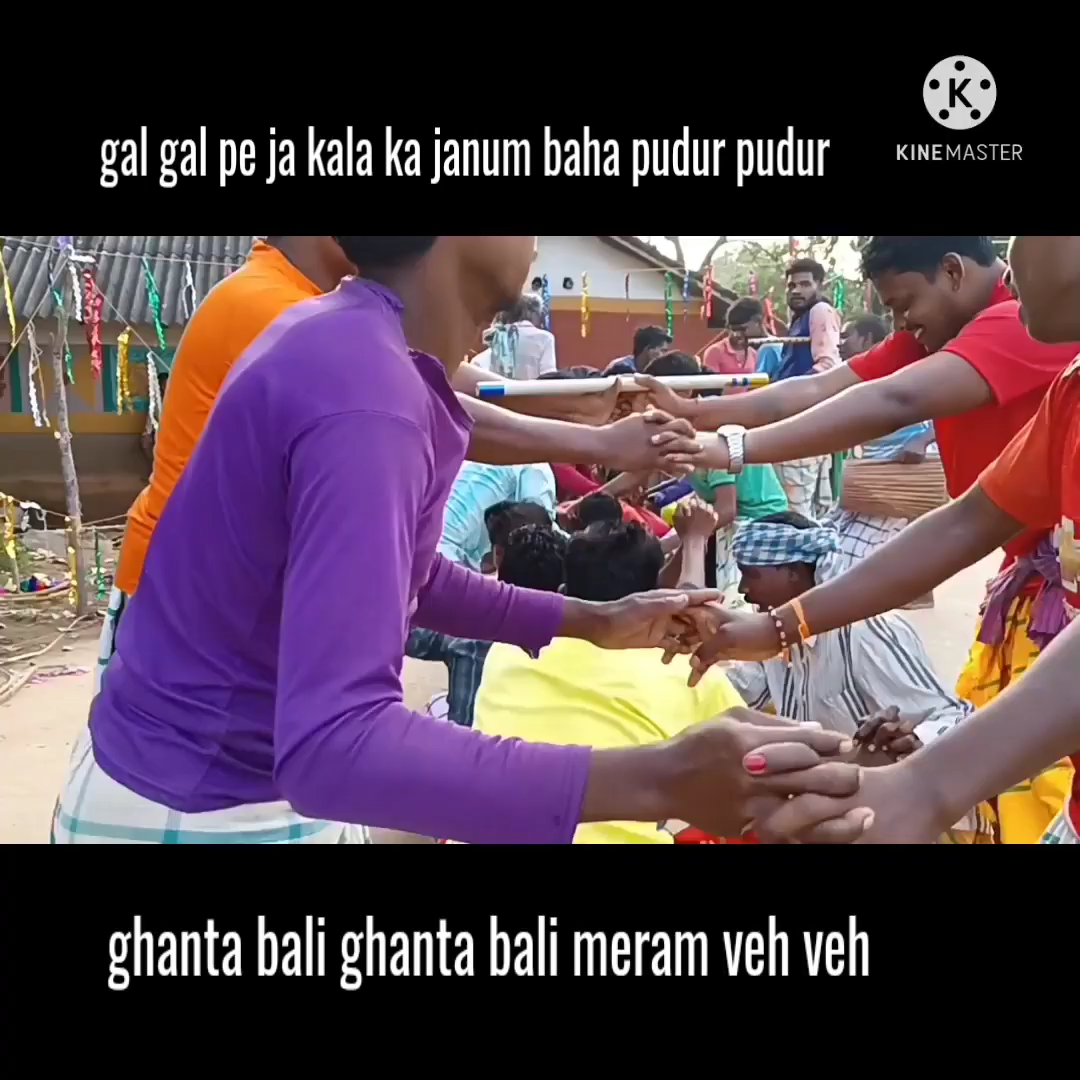 gal gal pe ja kala ka janum baha pudur pudur
K
KINEMASTER
ghanta bali ghanta bali meram veh veh